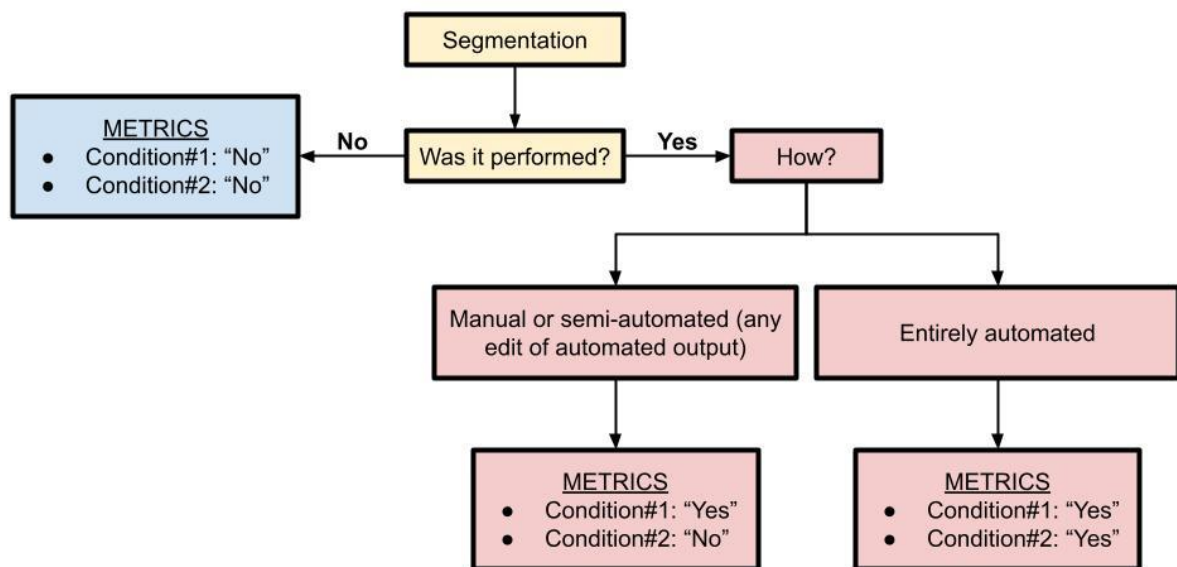 Segmentation
METRICS
● Condition#1: “No”
● Condition#2: “No”
No
Was it performed?
Yes
How?
Manual or semi-automated (any
edit of automated output)
Entirely automated
METRICS
● Condition#1: “Yes”
● Condition#2: “No”
METRICS
● Condition#1: “Yes”
● Condition#2: “Yes”